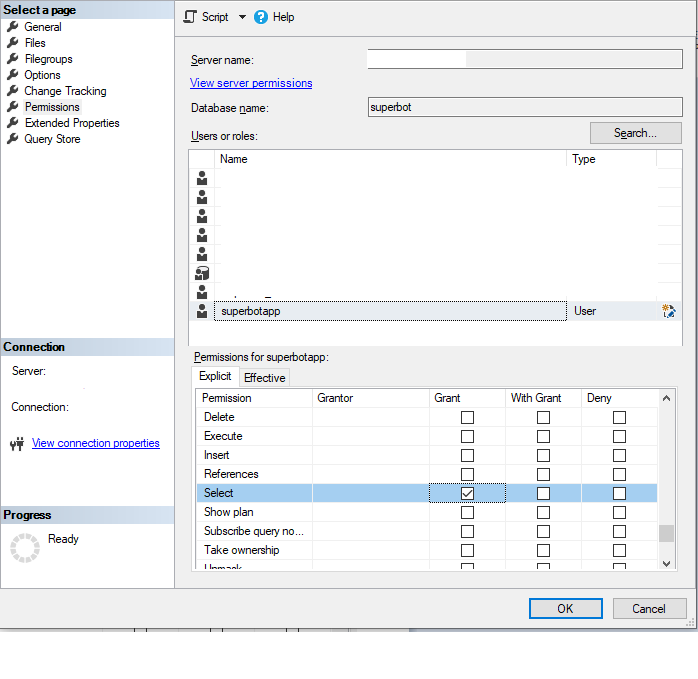 Select a page
General
Files
Filegroups
Options
Change Tracking
Permissions
Extended Properties
Query Store
Connection
Server:
Connection:
View connection properties
Progress
Ready
Script Help
Server name:
View server permissions
Database name: superbot
Users or roles: Search...
Name Type
superbotapp User
Permissions for superbotapp:
Explicit Effective
Permission Grantor Grant With Grant Deny
Delete
Execute
Insert
References
Select
Show plan
Subscribe query no...
Take ownership
Unmask
OK Cancel